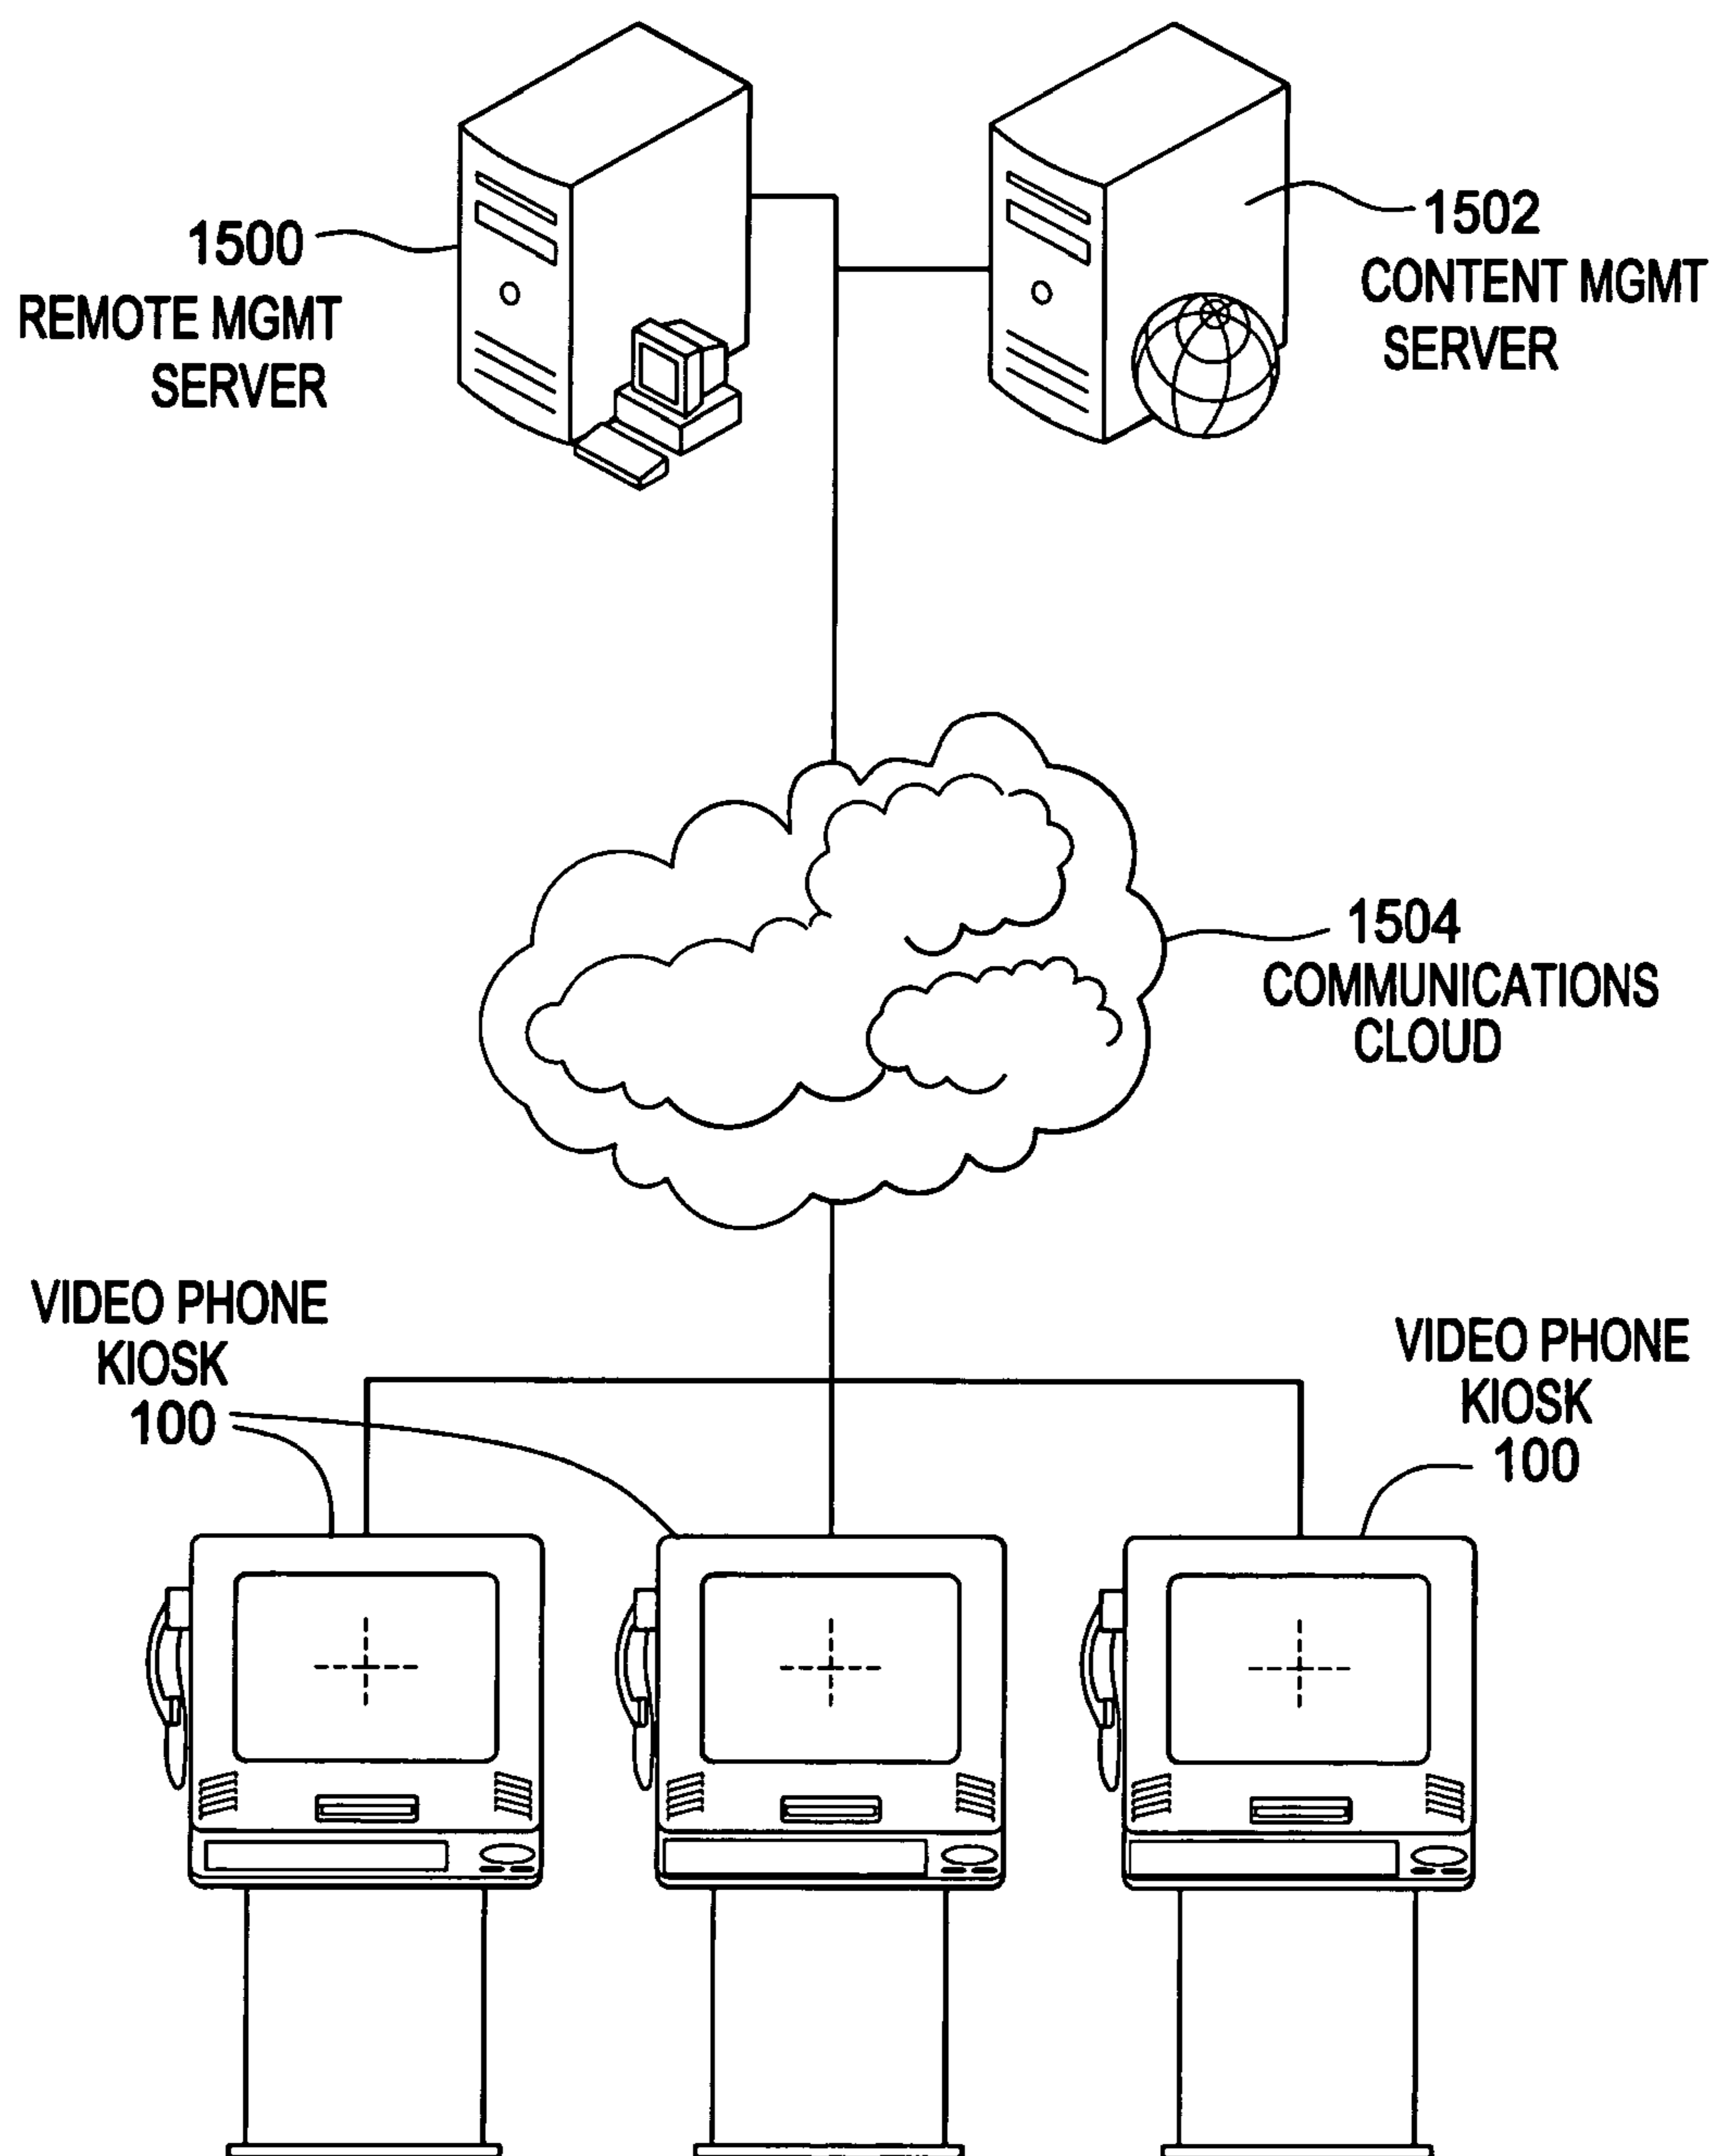 1500
REMOTE MGMT
SERVER
1502
CONTENT MGMT
SERVER
1504
COMMUNICATIONS
CLOUD
VIDEO PHONE
KIOSK
100
VIDEO PHONE
KIOSK
100